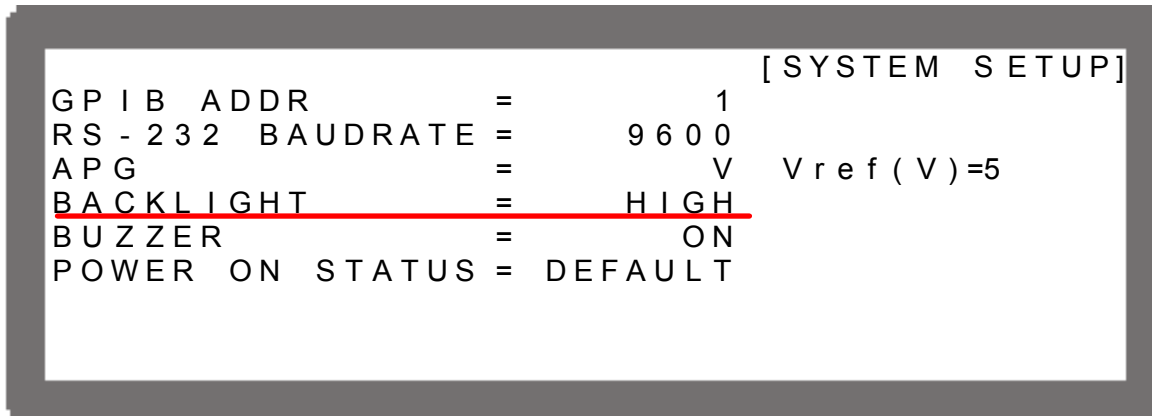 [SYSTEM SETUP]
GPIB ADDR = 1
RS-232 BAUDRATE = 9600
APG = V Vref(V)=5
BACKLIGHT = HIGH
BUZZER = ON
POWER ON STATUS = DEFAULT